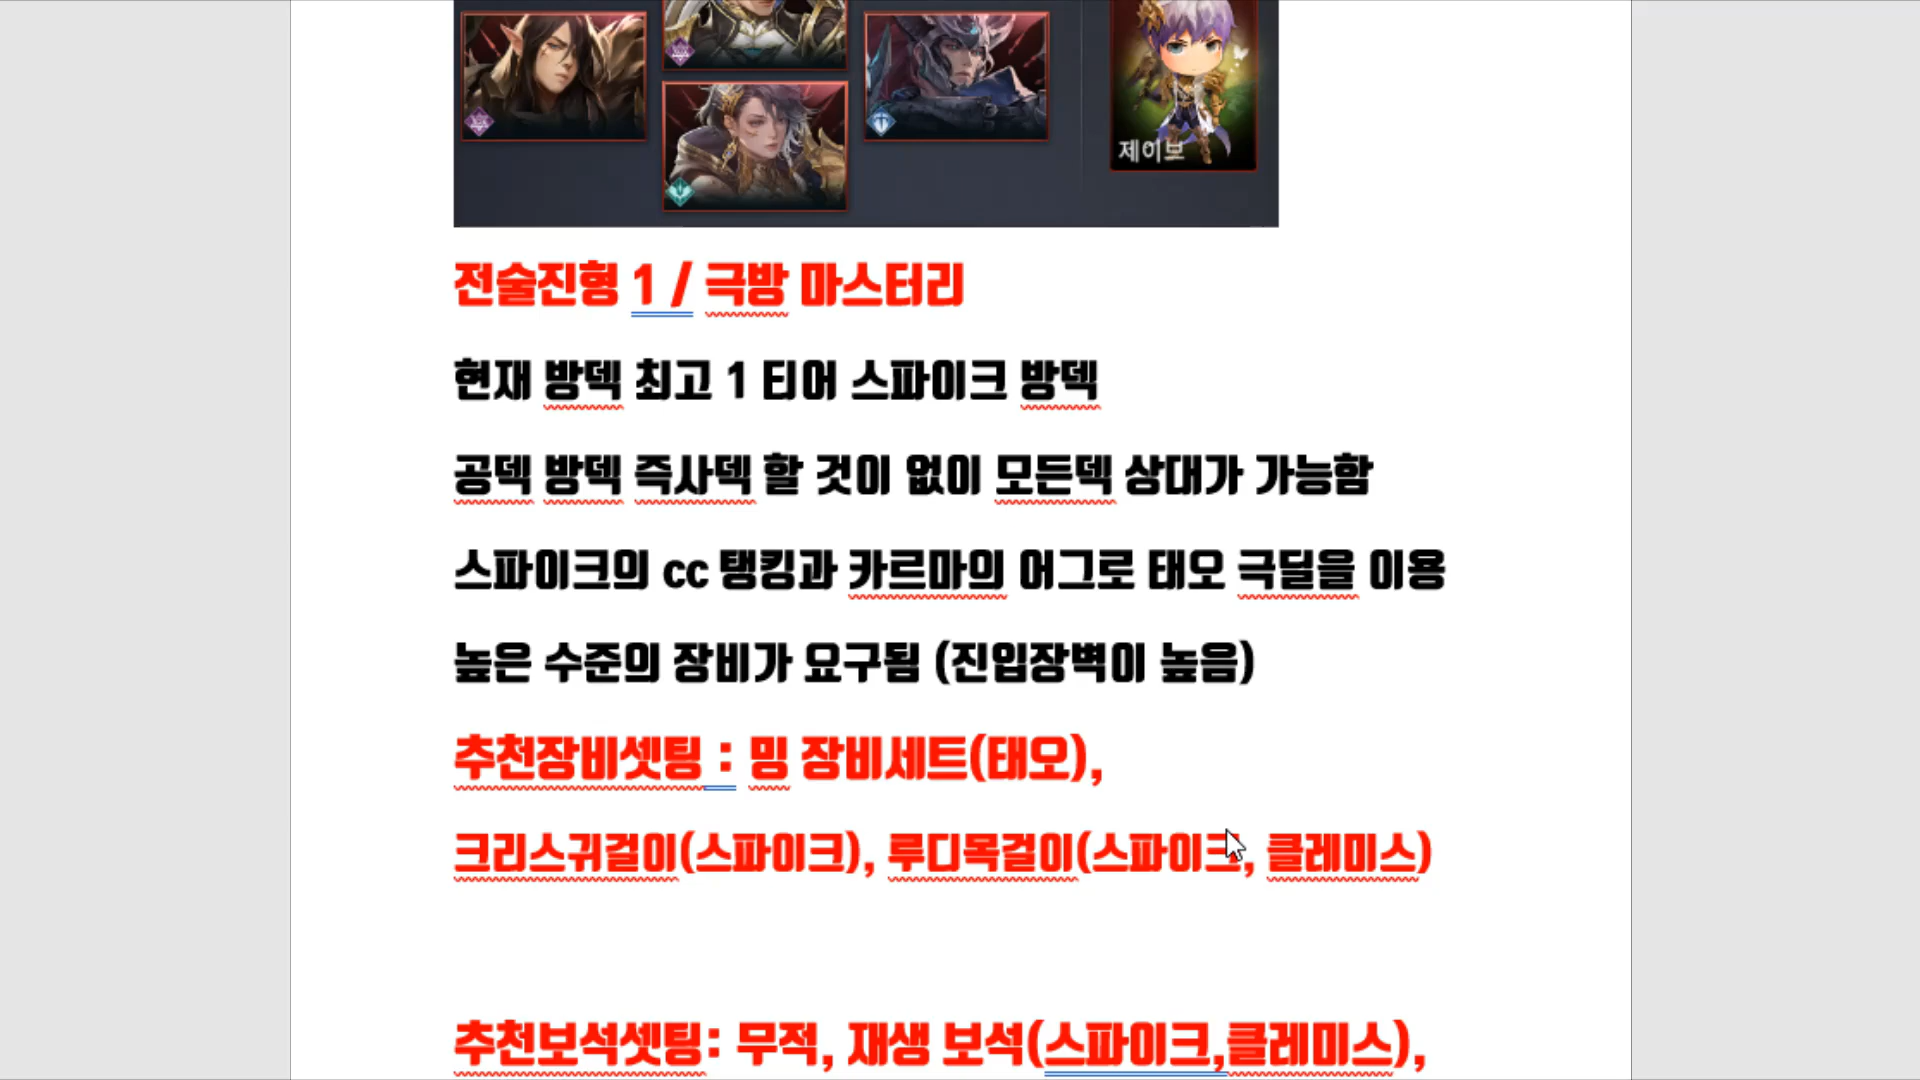 제이브
전술진형 1 / 극방 마스터리
현재 방덱 최고 1 티어 스파이크 방덱
공덱 방덱 즉사덱 할 것이 없이 모든덱 상대가 가능함
스파이크의 cc 탱킹과 카르마의 어그로 태오 극딜을 이용
높은 수준의 장비가 요구됨 (진입장벽이 높음)
추천장비셋팅 : 밍 장비세트(태오),
크리스귀걸이(스파이크), 루디목걸이(스파이크, 클레미스)
추천보석셋팅: 무적, 재생 보석(스파이크,클레미스),